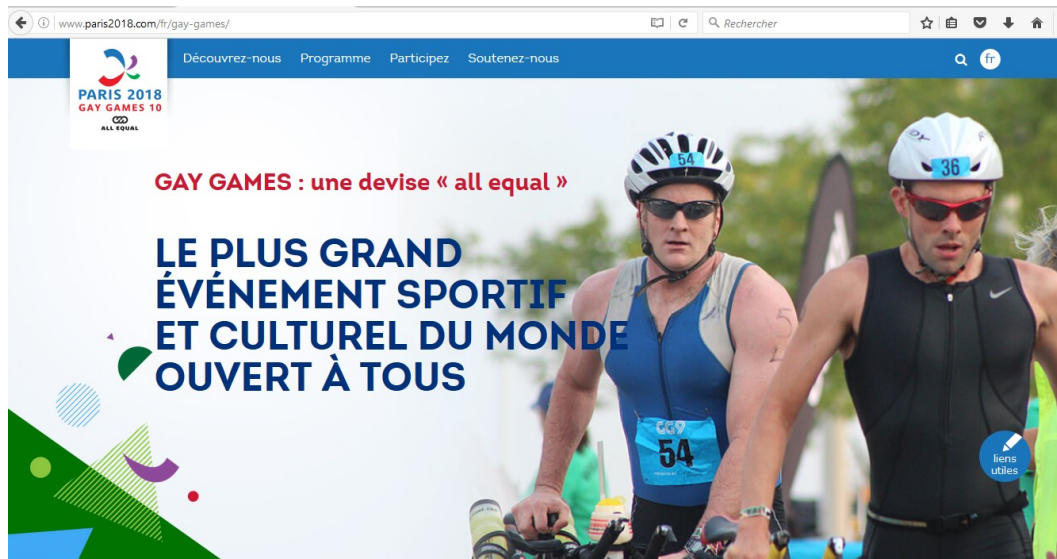 www.paris2018.com/fr/gay-games/
Rechercher
PARIS 2018
GAY GAMES 10
ALL EQUAL
Découvrez-nous Programme Participez Soutenez-nous
fr
GAY GAMES : une devise « all equal »
LE PLUS GRAND
ÉVÉNEMENT SPORTIF
ET CULTUREL DU MONDE
OUVERT À TOUS
54
36
5
GG9
54
liens
utiles